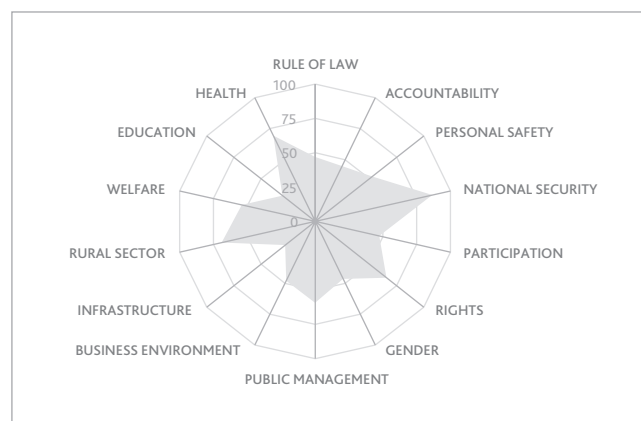 RULE OF LAW
100
HEALTH
ACCOUNTABILITY
75
EDUCATION
PERSONAL SAFETY
50
WELFARE
25
NATIONAL SECURITY
0
RURAL SECTOR
PARTICIPATION
INFRASTRUCTURE
RIGHTS
BUSINESS ENVIRONMENT
GENDER
PUBLIC MANAGEMENT